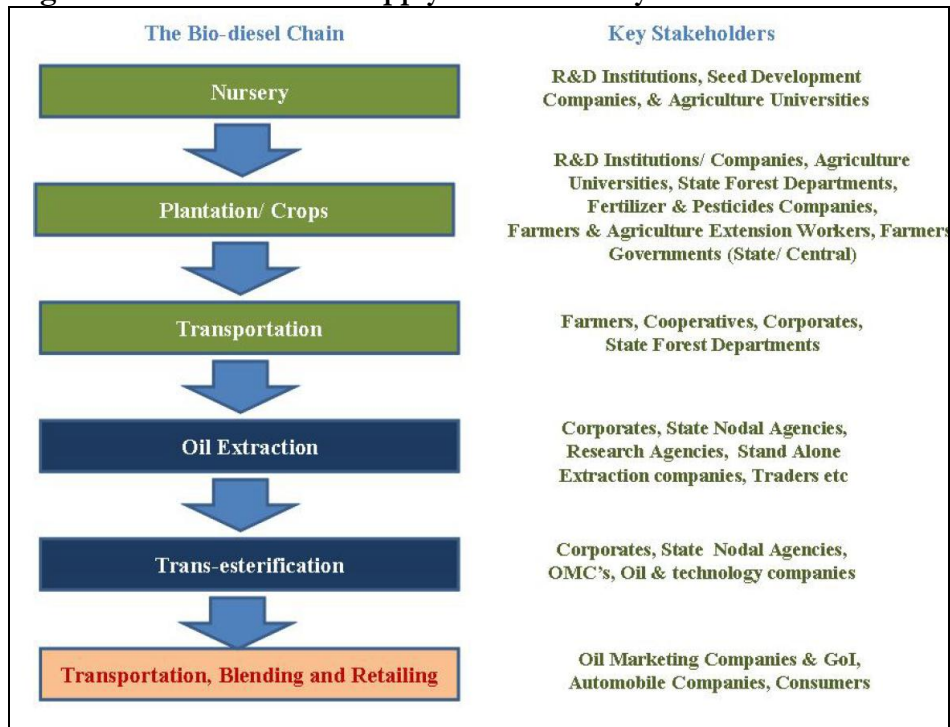 The Bio-diesel Chain
Key Stakeholders
Nursery
R&D Institutions, Seed Development
Companies, & Agriculture Universities
Plantation/ Crops
R&D Institutions/ Companies, Agriculture
Universities, State Forest Departments,
Fertilizer & Pesticides Companies,
Farmers & Agriculture Extension Workers, Farmers
Governments (State/ Central)
Transportation
Farmers, Cooperatives, Corporates,
State Forest Departments
Oil Extraction
Corporates, State Nodal Agencies,
Research Agencies, Stand Alone
Extraction companies, Traders etc
Trans-esterification
Corporates, State Nodal Agencies,
OMC's, Oil & technology companies
Transportation, Blending and Retailing
Oil Marketing Companies & GoI,
Automobile Companies, Consumers